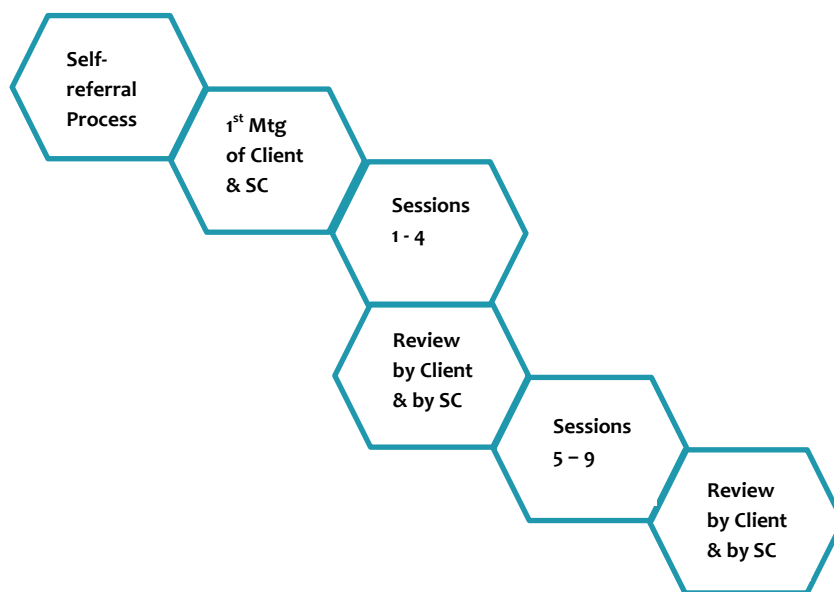 Self-
referral
Process
1st Mtg
of Client
& SC
Sessions
1 - 4
Review
by Client
& by SC
Sessions
5 – 9
Review
by Client
& by SC